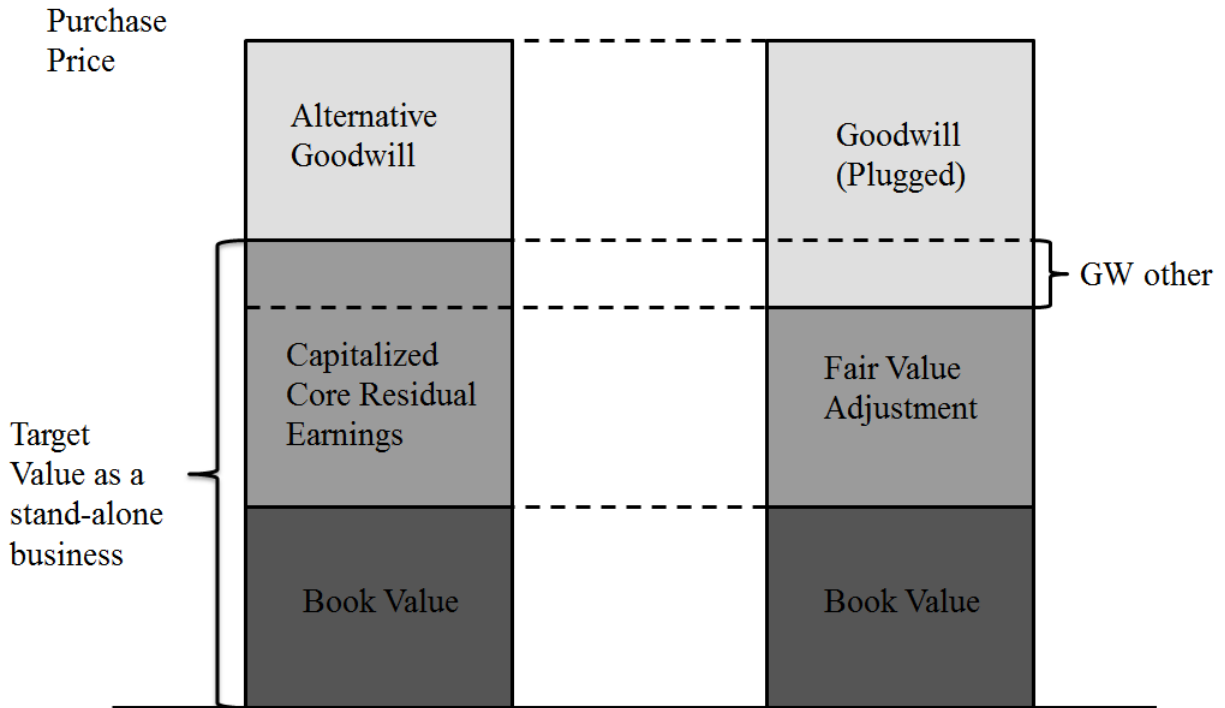 Purchase
Price
Alternative
Goodwill
Goodwill
(Plugged)
GW other
Capitalized
Core Residual
Earnings
Fair Value
Adjustment
Target
Value as a
stand-alone
business
Book Value
Book Value